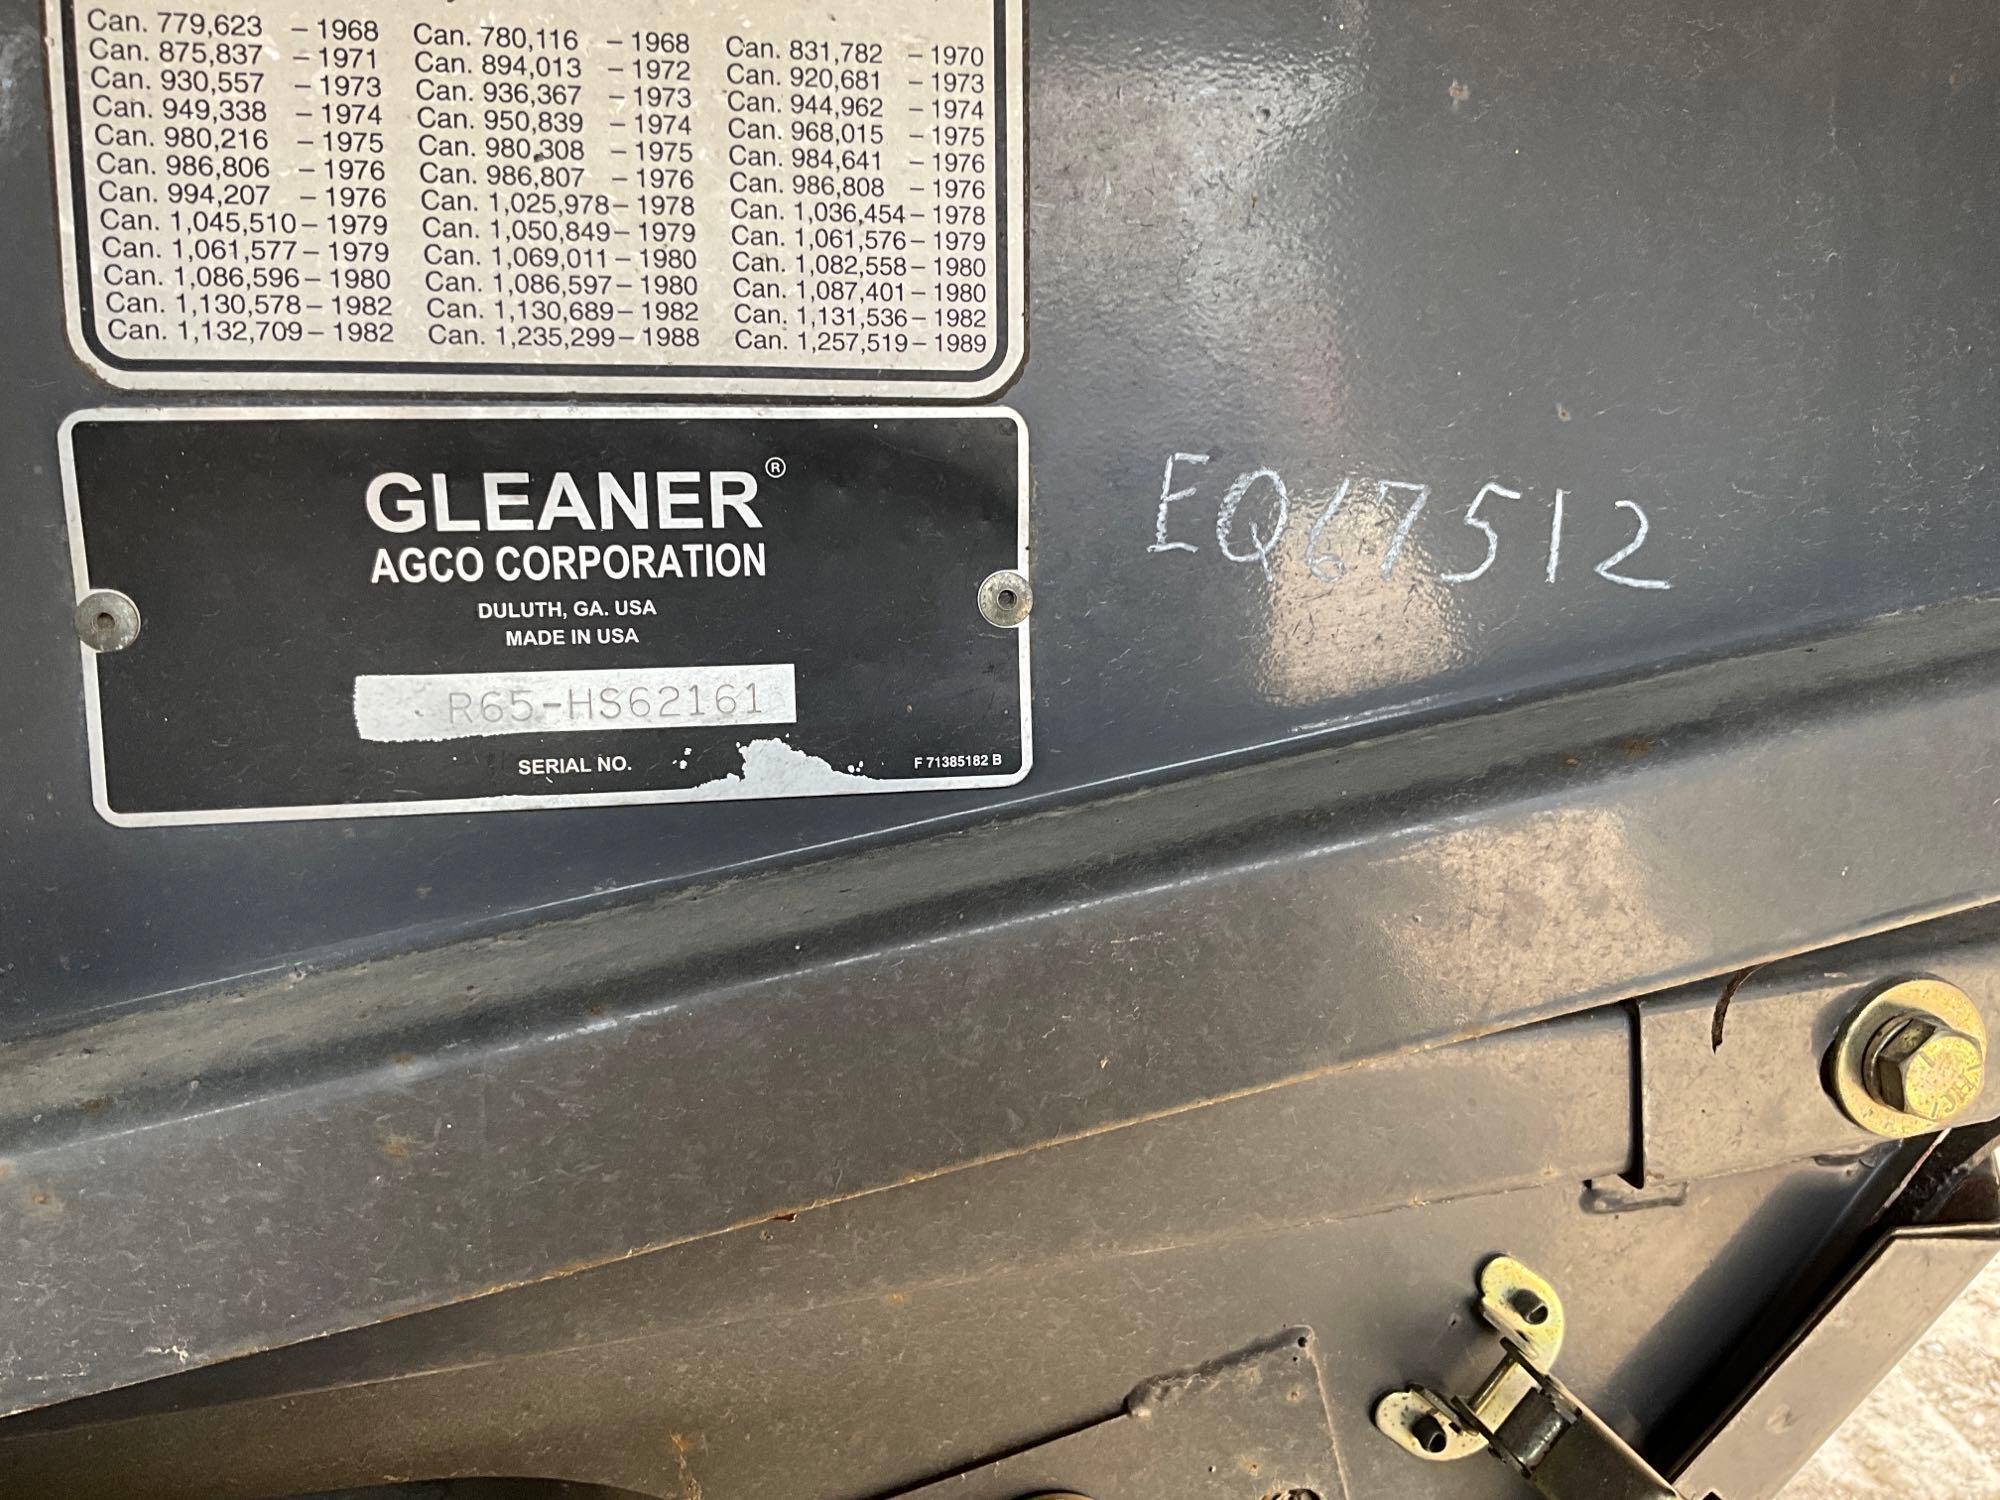 Can. 779,623 – 1968 Can. 780,116 – 1968 Can. 831,782 – 1970
Can. 875,837 – 1971 Can. 894,013 – 1972 Can. 920,681 – 1973
Can. 930,557 – 1973 Can. 936,367 – 1973 Can. 944,962 – 1974
Can. 949,338 – 1974 Can. 950,839 – 1974 Can. 968,015 – 1975
Can. 980,216 – 1975 Can. 980,308 – 1975 Can. 984,641 – 1976
Can. 986,806 – 1976 Can. 986,807 – 1976 Can. 986,808 – 1976
Can. 994,207 – 1976 Can. 1,025,978 – 1978 Can. 1,036,454 – 1978
Can. 1,045,510 – 1979 Can. 1,050,849 – 1979 Can. 1,061,576 – 1979
Can. 1,061,577 – 1979 Can. 1,069,011 – 1980 Can. 1,082,558 – 1980
Can. 1,086,596 – 1980 Can. 1,086,597 – 1980 Can. 1,087,401 – 1980
Can. 1,130,578 – 1982 Can. 1,130,689 – 1982 Can. 1,131,536 – 1982
Can. 1,132,709 – 1982 Can. 1,235,299 – 1988 Can. 1,257,519 – 1989
GLEANER®
AGCO CORPORATION
DULUTH, GA. USA
MADE IN USA
R65-HS62161
SERIAL NO. F 71385182 B
EQ67512